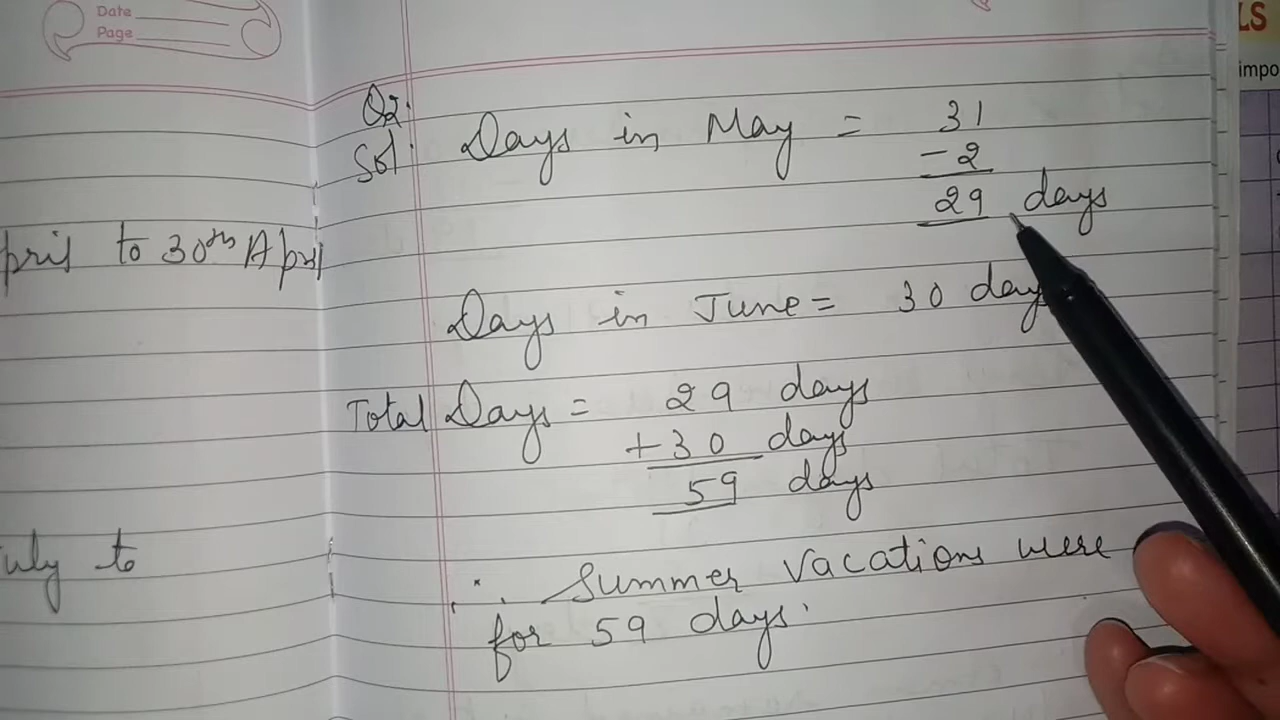 Date
Page
pril to 30th April
uly to
Q2.
Sol. Days in May = 31
- 2
29 days
Days in June = 30 day
Total Days = 29 days
+ 30 days
59 days
∴ Summer vacations were
for 59 days.
LS
impo